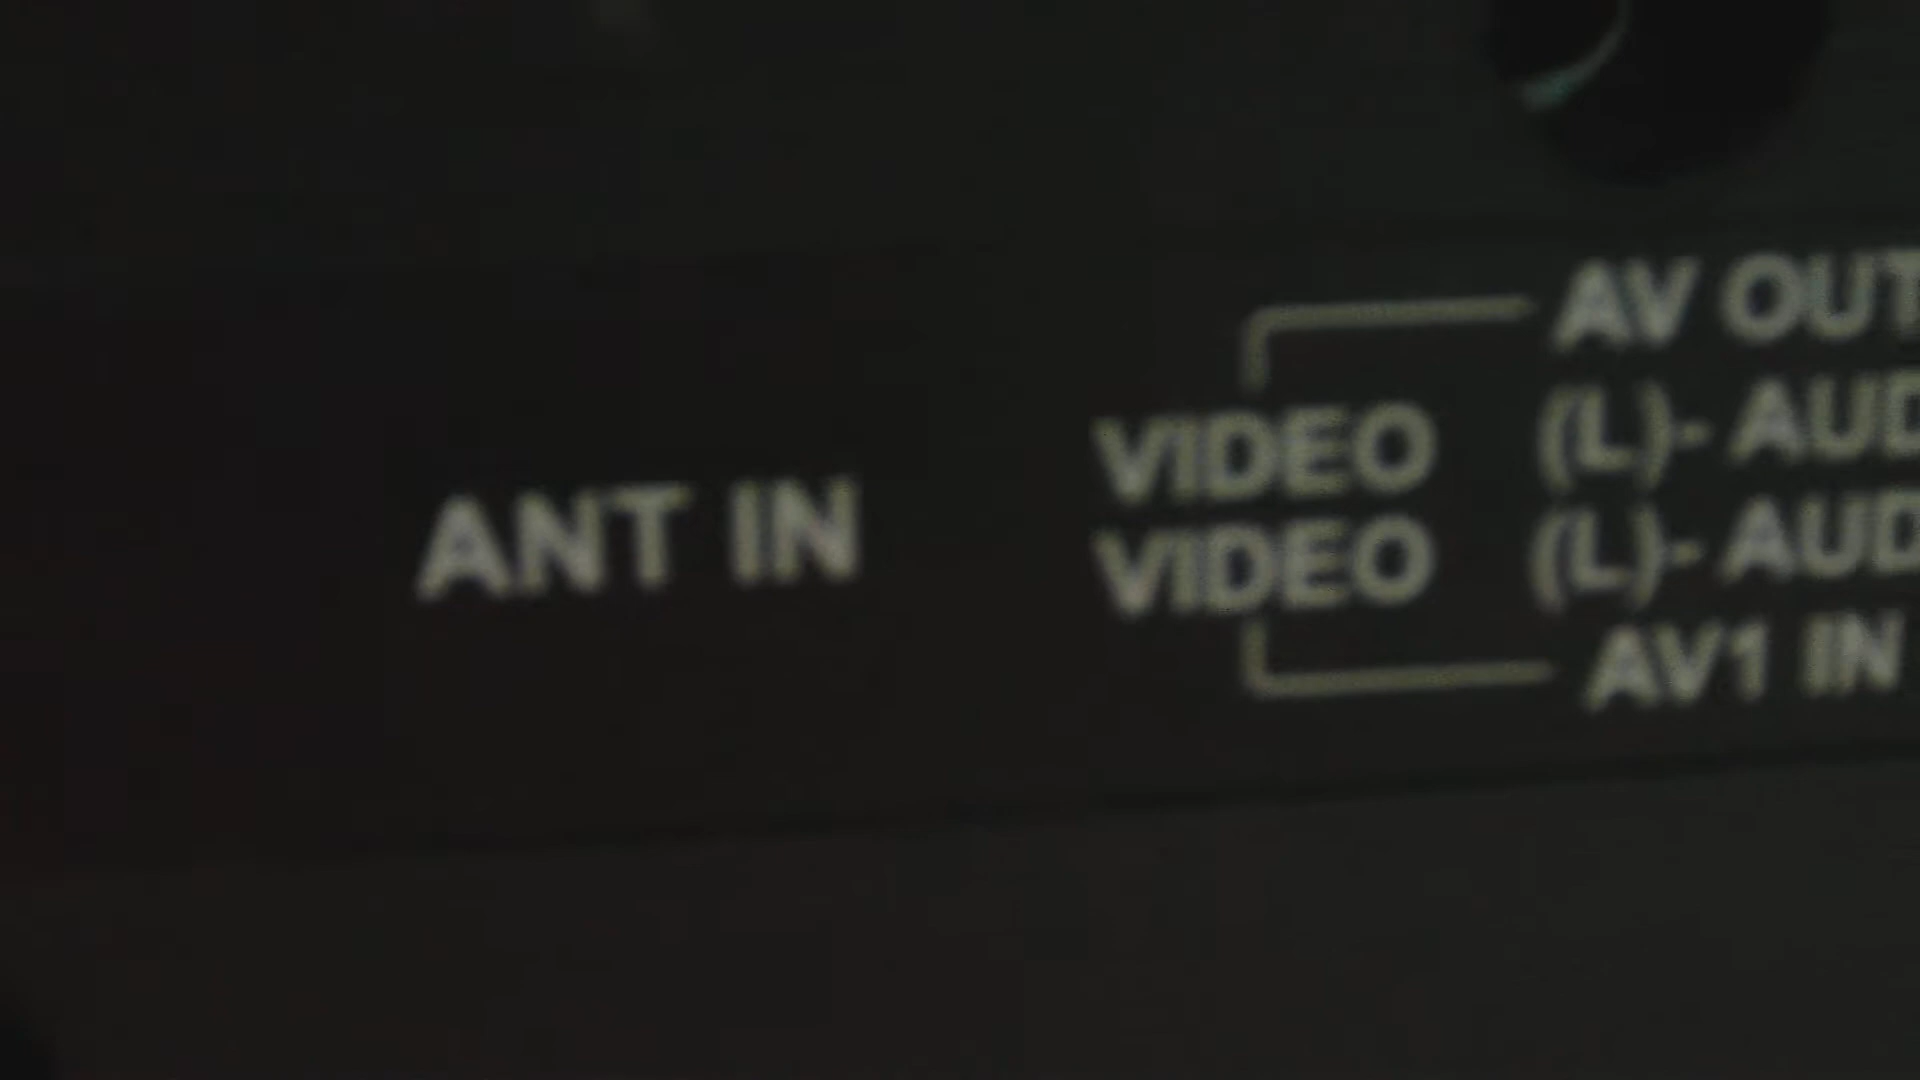 AV OUT
VIDEO (L)- AUD
ANT IN
VIDEO (L)- AUD
AV1 IN